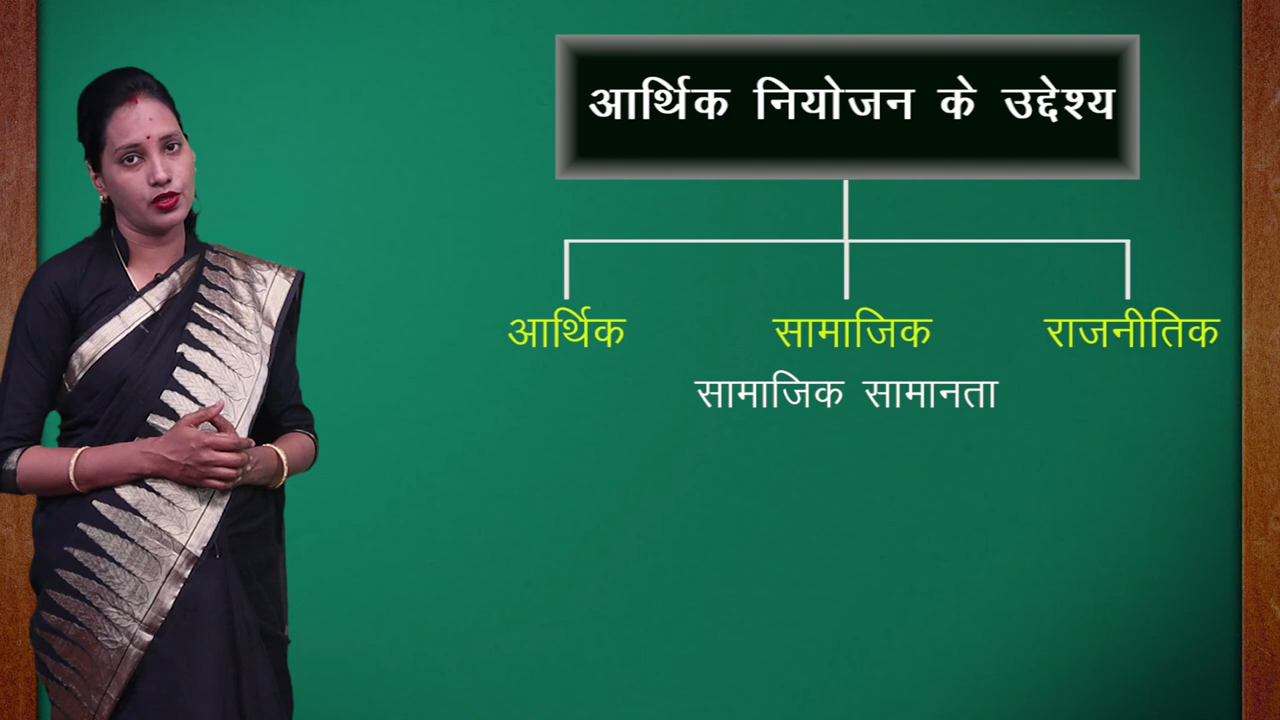 आर्थिक नियोजन के उद्देश्य
आर्थिक सामाजिक राजनीतिक
सामाजिक सामानता